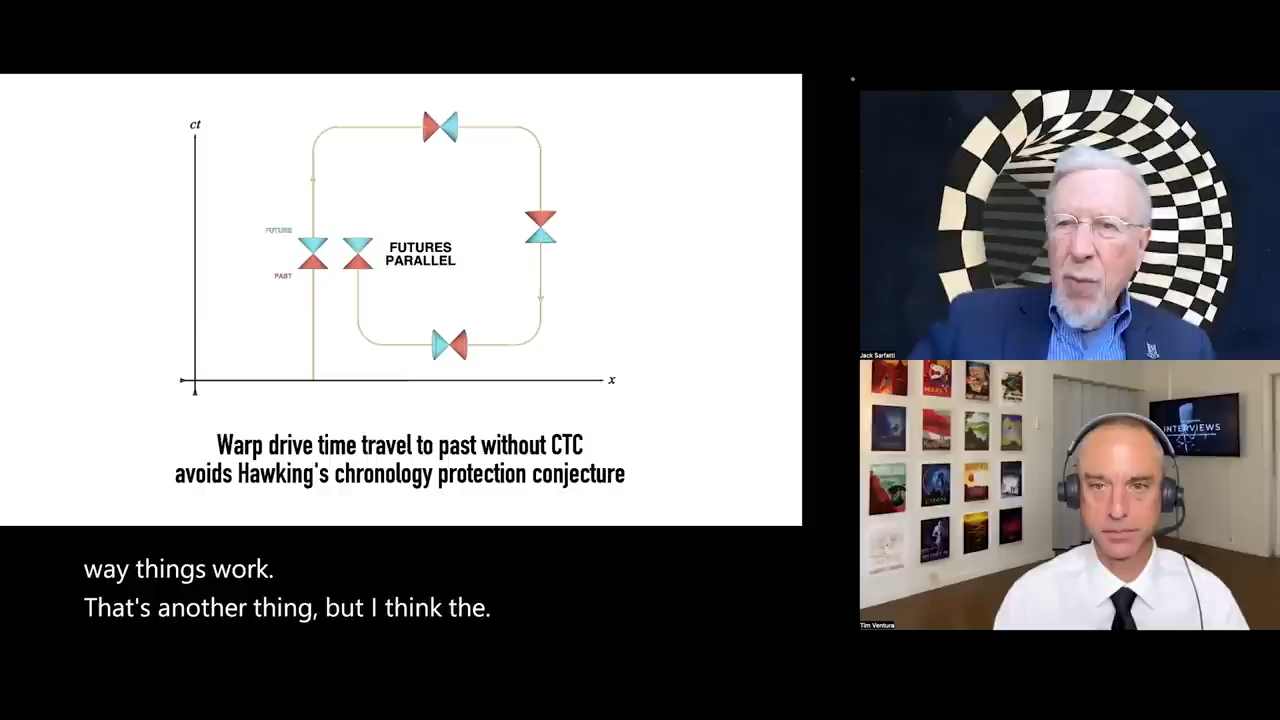 ct
FUTURE
PAST
FUTURES
PARALLEL
x
Warp drive time travel to past without CTC
avoids Hawking's chronology protection conjecture
way things work.
That's another thing, but I think the.
Jack Sarfatti
INTERVIEWS
Tim Ventura